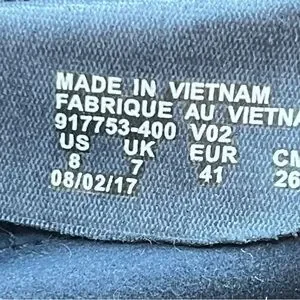 MADE IN VIETNAM
FABRIQUE AU VIETNA
917753-400 V02
US UK EUR CM
8 7 41 26
08/02/17